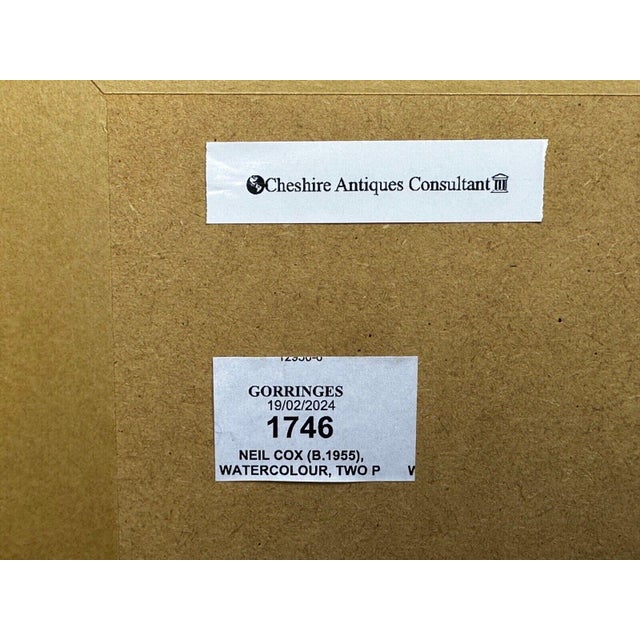 Cheshire Antiques Consultant
GORRINGES
19/02/2024
1746
NEIL COX (B.1955),
WATERCOLOUR, TWO P